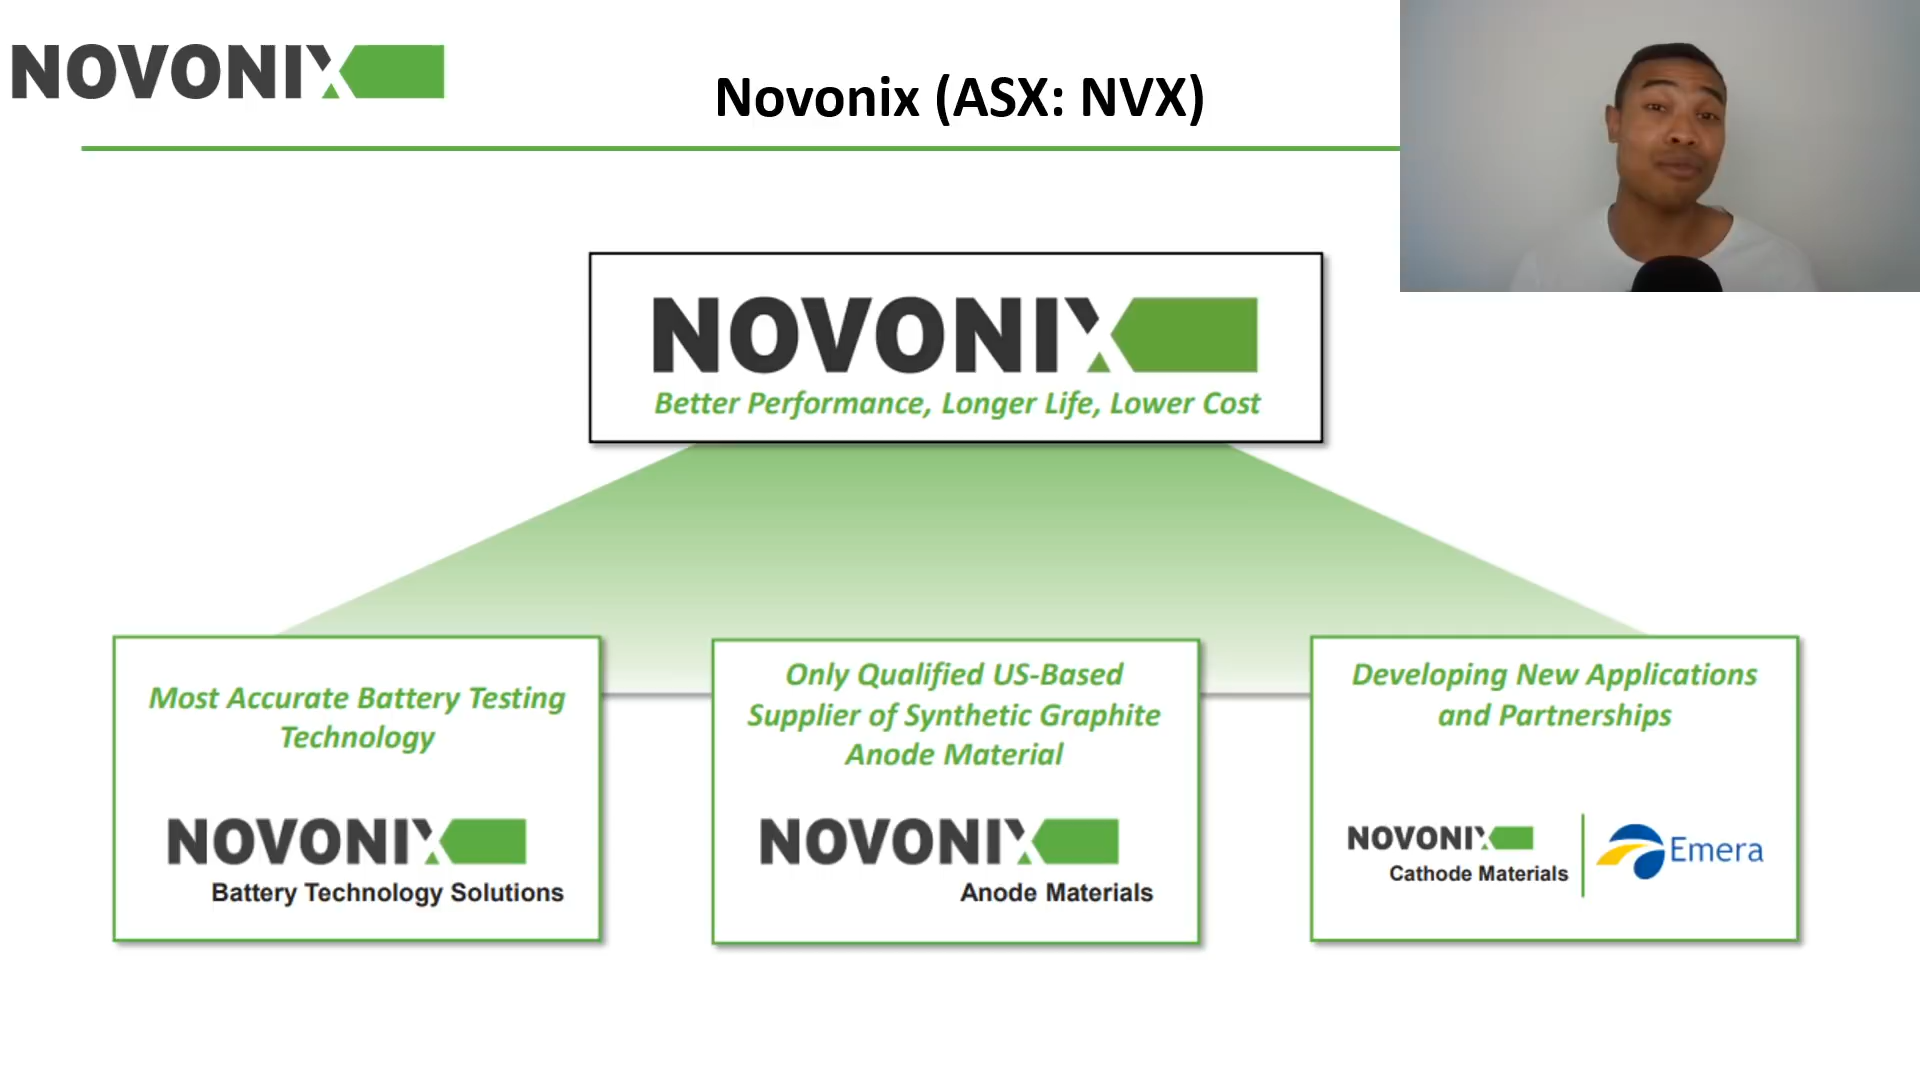 NOVONIX
Novonix (ASX: NVX)
NOVONIX
Better Performance, Longer Life, Lower Cost
Most Accurate Battery Testing
Technology
NOVONIX
Battery Technology Solutions
Only Qualified US-Based
Supplier of Synthetic Graphite
Anode Material
NOVONIX
Anode Materials
Developing New Applications
and Partnerships
NOVONIX
Cathode Materials
Emera